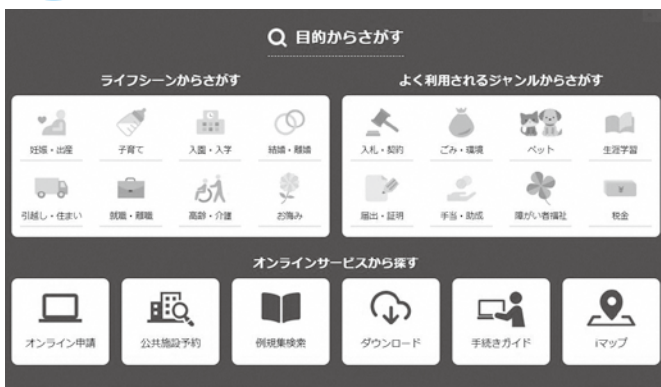 目的からさがす
ライフシーンからさがす
妊娠・出産
子育て
入園・入学
結婚・離婚
引越し・住まい
就職・離職
高齢・介護
お悔み
よく利用されるジャンルからさがす
入札・契約
ごみ・環境
ペット
生涯学習
届出・証明
手当・助成
障がい者福祉
税金
オンラインサービスから探す
オンライン申請
公共施設予約
例規集検索
ダウンロード
手続きガイド
iマップ